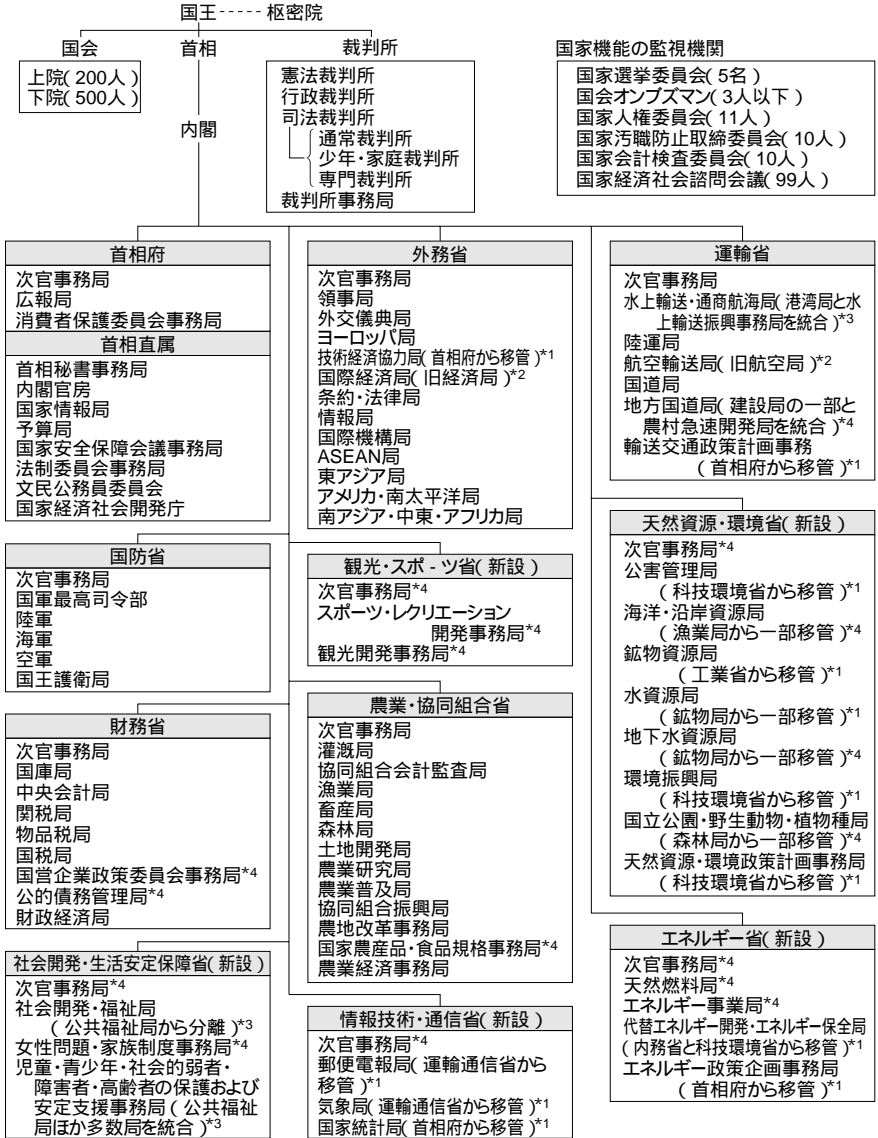 国王-----枢密院
国会
首相
裁判所
国家機能の監視機関
上院(200人)
下院(500人)
内閣
憲法裁判所
行政裁判所
司法裁判所
通常裁判所
少年・家庭裁判所
専門裁判所
裁判所事務局
国家選挙委員会(5名)
国会オンブズマン(3人以下)
国家人権委員会(11人)
国家汚職防止取締委員会(10人)
国家会計検査委員会(10人)
国家経済社会諮問会議(99人)
首相府
次官事務局
広報局
消費者保護委員会事務局
首相直属
首相秘書事務局
内閣官房
国家情報局
予算局
国家安全保障会議事務局
法制委員会事務局
文民公務員委員会
国家経済社会開発庁
国防省
次官事務局
国軍最高司令部
陸軍
海軍
空軍
国王護衛局
財務省
次官事務局
国庫局
中央会計局
関税局
物品税局
国税局
国営企業政策委員会事務局*4
公的債務管理局*4
財政経済局
社会開発・生活安定保障省(新設)
次官事務局*4
社会開発・福祉局
(公共福祉局から分離)*3
女性問題・家族制度事務局*4
児童・青少年・社会的弱者・
障害者・高齢者の保護および
安定支援事務局(公共福祉
局ほか多数局を統合)*3
外務省
次官事務局
領事局
外交儀典局
ヨーロッパ局
技術経済協力局(首相府から移管)*1
国際経済局(旧経済局)*2
条約・法律局
情報局
国際機構局
ASEAN局
東アジア局
アメリカ・南太平洋局
南アジア・中東・アフリカ局
観光・スポ-ツ省(新設)
次官事務局*4
スポーツ・レクリエーション
開発事務局*4
観光開発事務局*4
農業・協同組合省
次官事務局
灌漑局
協同組合会計監査局
漁業局
畜産局
森林局
土地開発局
農業研究局
農業普及局
協同組合振興局
農地改革事務局
国家農産品・食品規格事務局*4
農業経済事務局
情報技術・通信省(新設)
次官事務局*4
郵便電報局(運輸通信省から
移管)*1
気象局(運輸通信省から移管)*1
国家統計局(首相府から移管)*1
運輸省
次官事務局
水上輸送・通商航海局(港湾局と水
上輸送振興事務局を統合)*3
陸運局
航空輸送局(旧航空局)*2
国道局
地方国道局(建設局の一部と
農村急速開発局を統合)*4
輸送交通政策計画事務
(首相府から移管)*1
天然資源・環境省(新設)
次官事務局*4
公害管理局
(科技環境省から移管)*1
海洋・沿岸資源局
(漁業局から一部移管)*4
鉱物資源局
(工業省から移管)*1
水資源局
(鉱物局から一部移管)*1
地下水資源局
(鉱物局から一部移管)*4
環境振興局
(科技環境省から移管)*1
国立公園・野生動物・植物種局
(森林局から一部移管)*4
天然資源・環境政策計画事務局
(科技環境省から移管)*1
エネルギー省(新設)
次官事務局*4
天然燃料局*4
エネルギー事業局*4
代替エネルギー開発・エネルギー保全局
(内務省と科技環境省から移管)*1
エネルギー政策企画事務局
(首相府から移管)*1